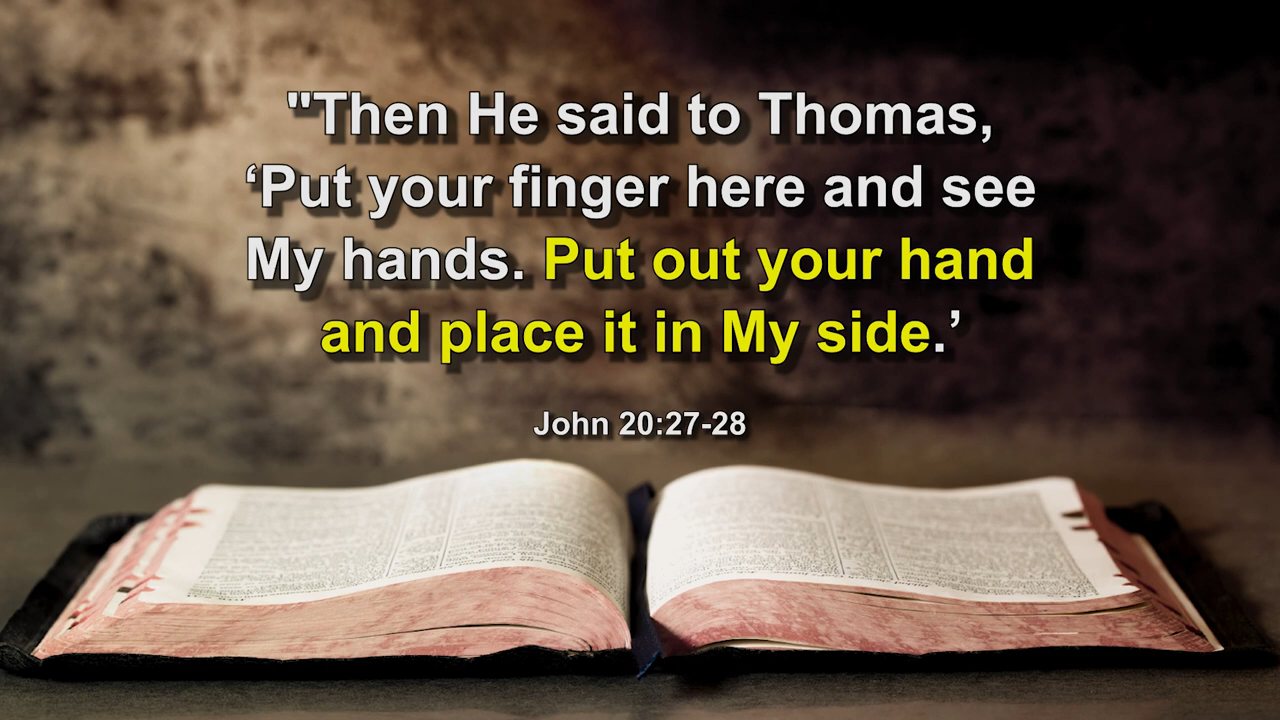 "Then He said to Thomas,
‘Put your finger here and see
My hands. Put out your hand
and place it in My side.’
John 20:27-28